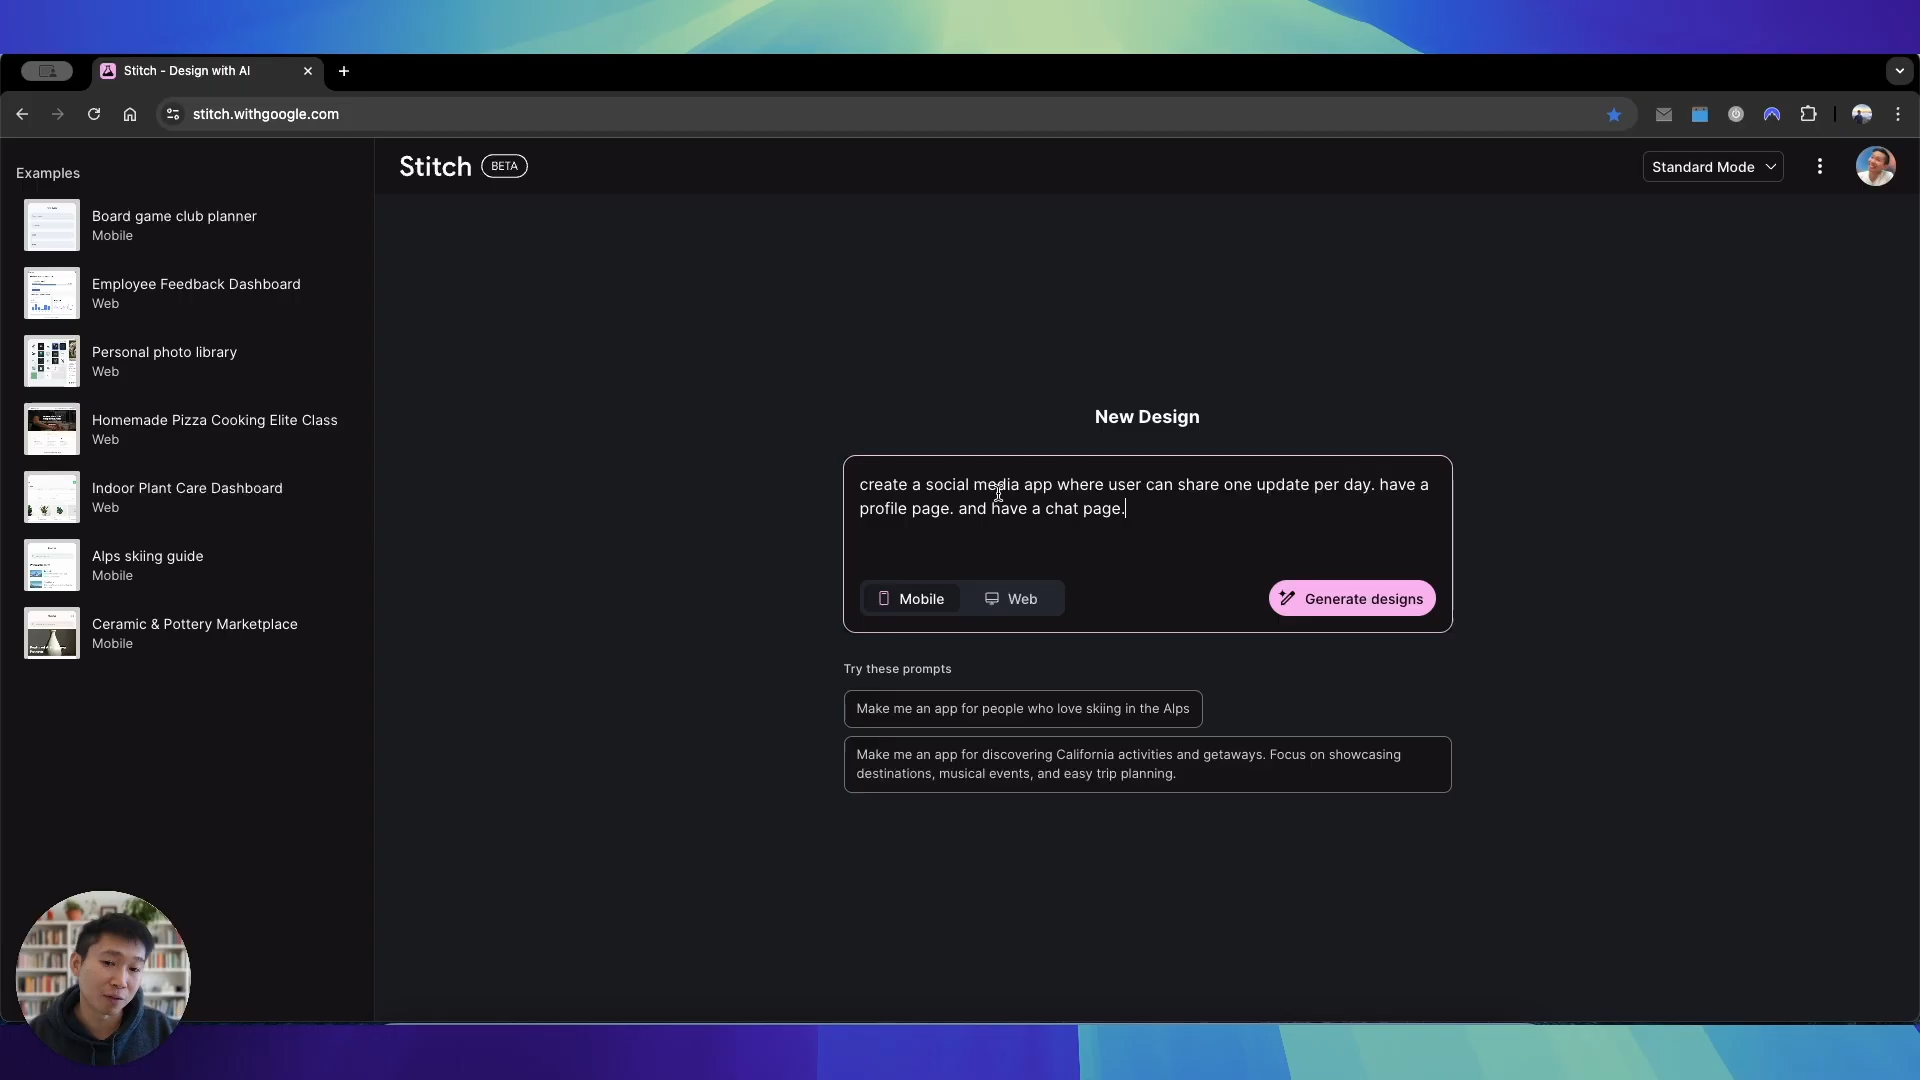 Stitch - Design with AI
stitch.withgoogle.com
Examples
Board game club planner
Mobile
Employee Feedback Dashboard
Web
Personal photo library
Web
Homemade Pizza Cooking Elite Class
Web
Indoor Plant Care Dashboard
Web
Alps skiing guide
Mobile
Ceramic & Pottery Marketplace
Mobile
Stitch BETA
Standard Mode
New Design
create a social media app where user can share one update per day. have a
profile page. and have a chat page.
Mobile
Web
Generate designs
Try these prompts
Make me an app for people who love skiing in the Alps
Make me an app for discovering California activities and getaways. Focus on showcasing
destinations, musical events, and easy trip planning.